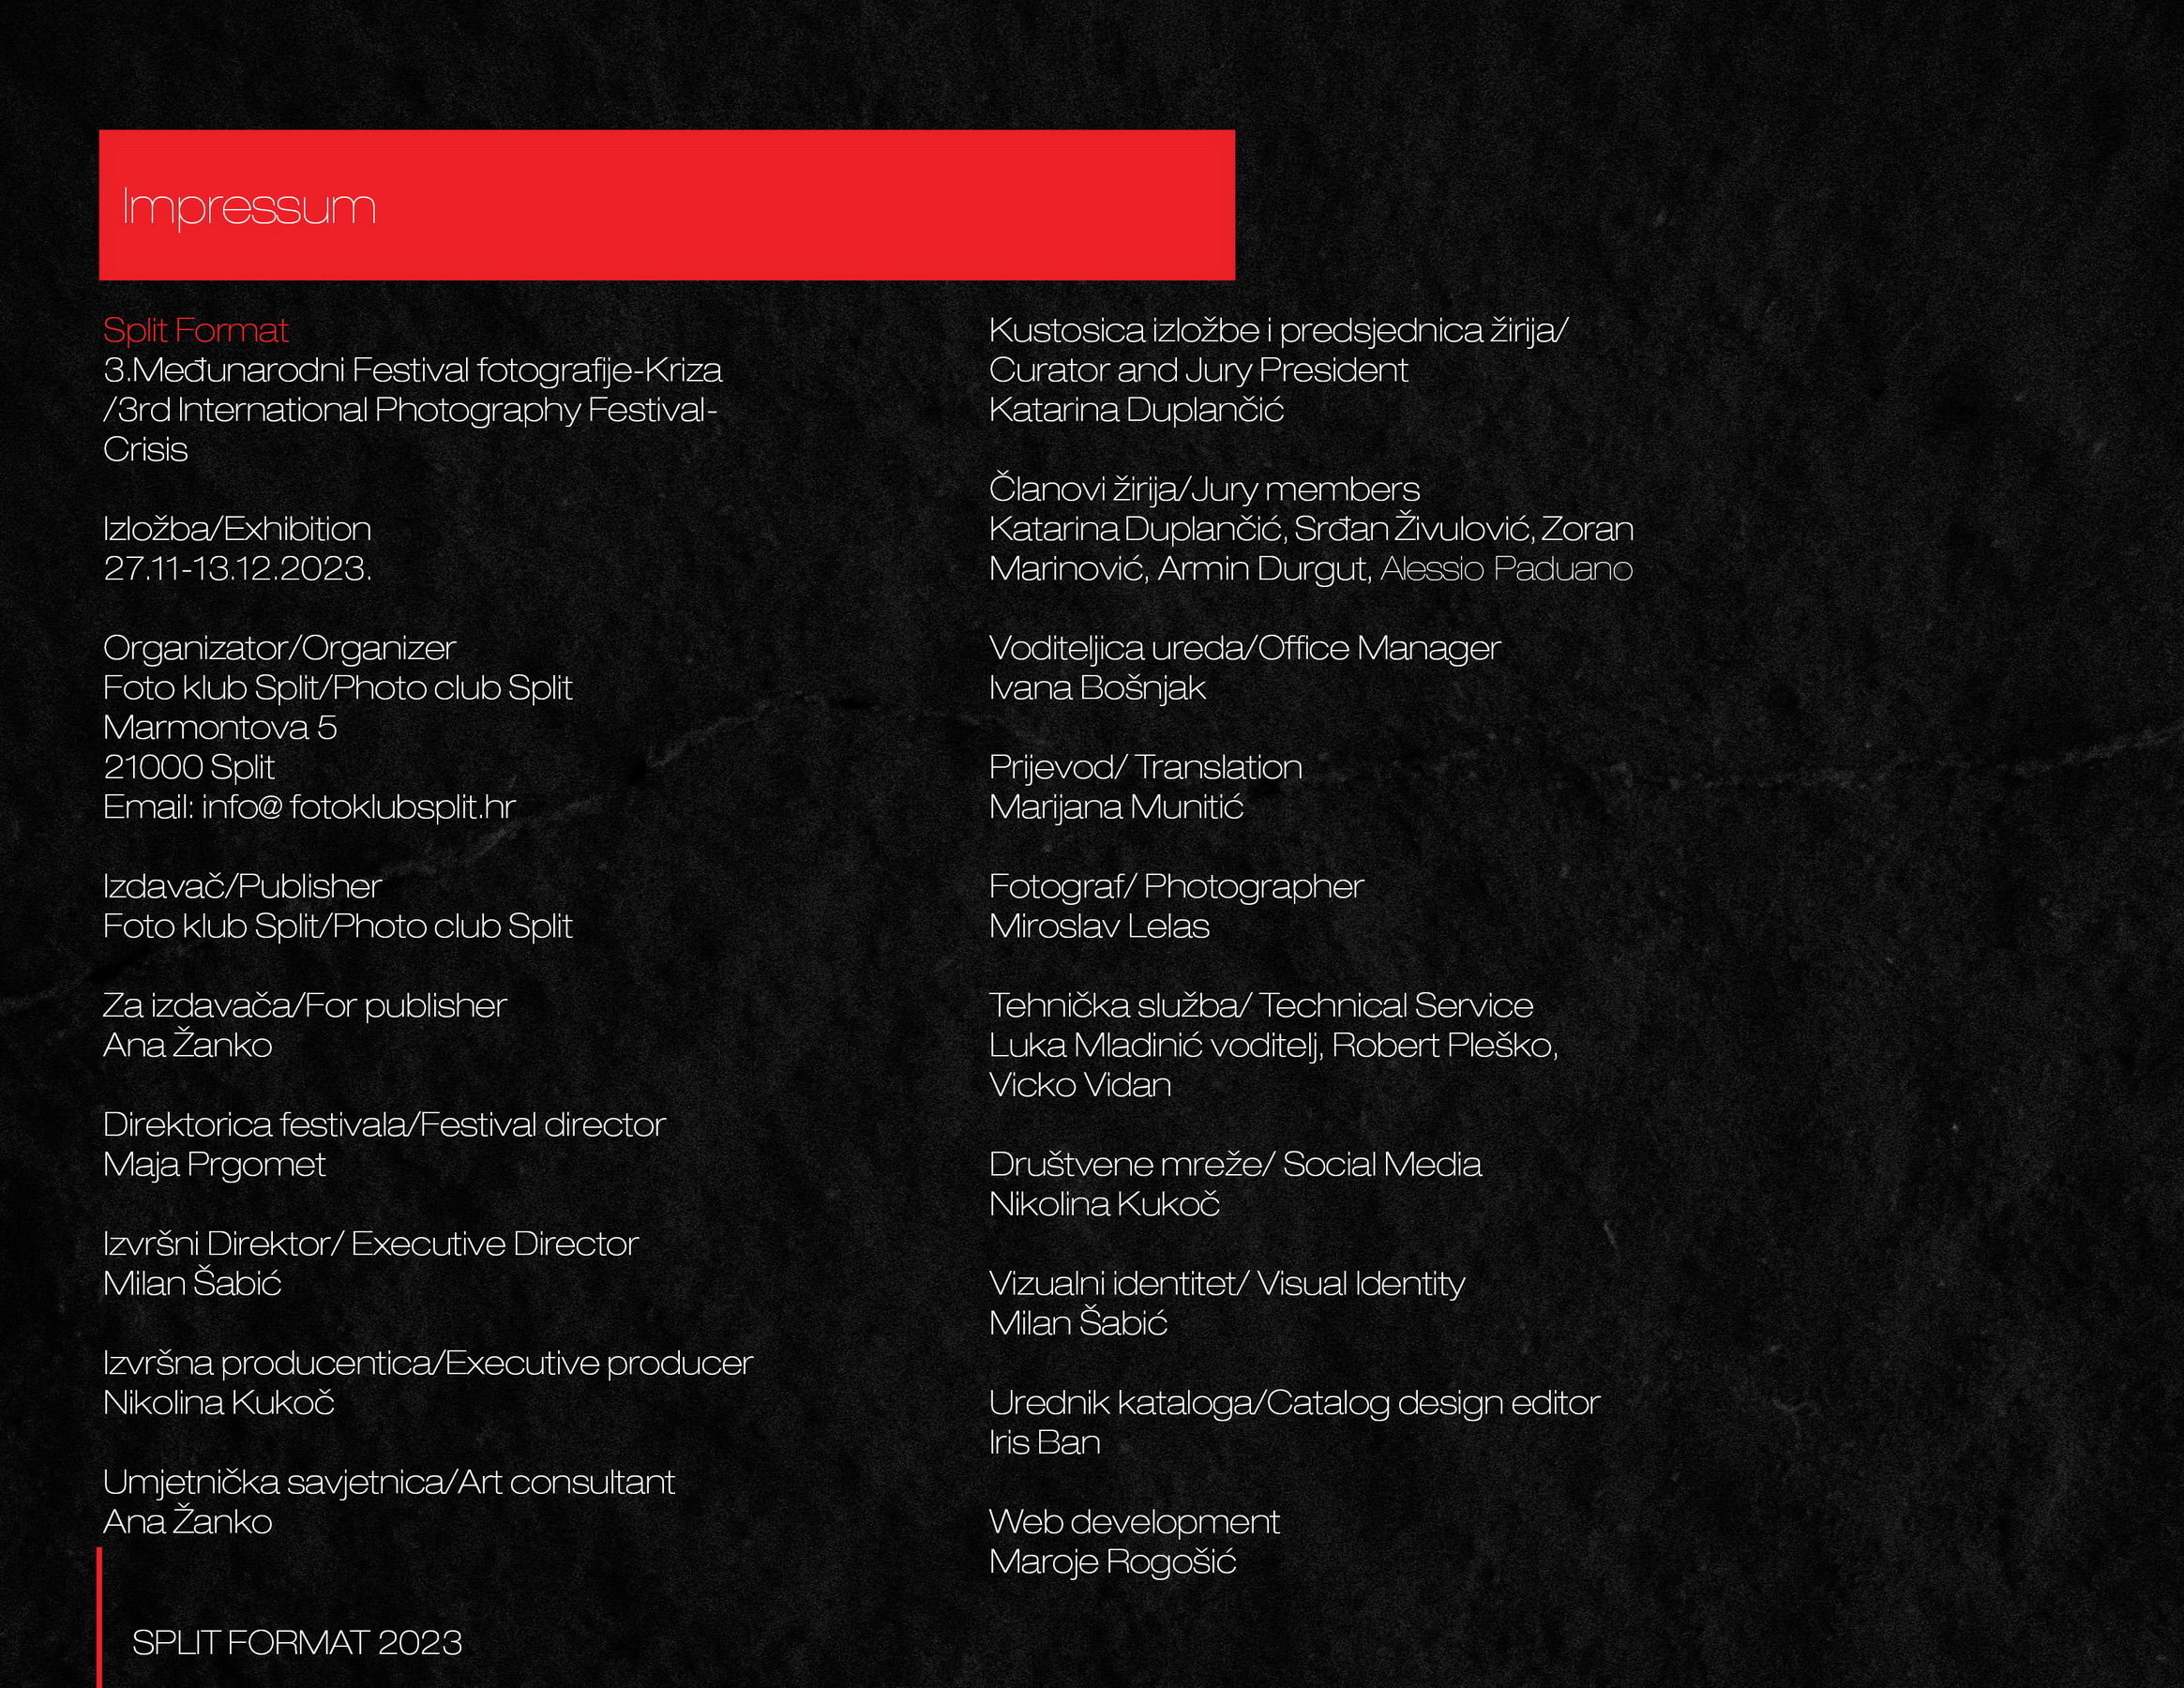 Impressum
Split Format
3.Međunarodni Festival fotografije-Kriza
/3rd International Photography Festival-
Crisis
Izložba/Exhibition
27.11-13.12.2023.
Organizator/Organizer
Foto klub Split/Photo club Split
Marmontova 5
21000 Split
Email: info@ fotoklubsplit.hr
Izdavač/Publisher
Foto klub Split/Photo club Split
Za izdavača/For publisher
Ana Žanko
Direktorica festivala/Festival director
Maja Prgomet
Izvršni Direktor/ Executive Director
Milan Šabić
Izvršna producentica/Executive producer
Nikolina Kukoč
Umjetnička savjetnica/Art consultant
Ana Žanko
Kustosica izložbe i predsjednica žirija/
Curator and Jury President
Katarina Duplančić
Članovi žirija/Jury members
Katarina Duplančić, Srđan Živulović, Zoran
Marinović, Armin Durgut, Alessio Paduano
Voditeljica ureda/Office Manager
Ivana Bošnjak
Prijevod/ Translation
Marijana Munitić
Fotograf/ Photographer
Miroslav Lelas
Tehnička služba/ Technical Service
Luka Mladinić voditelj, Robert Pleško,
Vicko Vidan
Društvene mreže/ Social Media
Nikolina Kukoč
Vizualni identitet/ Visual Identity
Milan Šabić
Urednik kataloga/Catalog design editor
Iris Ban
Web development
Maroje Rogošić
SPLIT FORMAT 2023